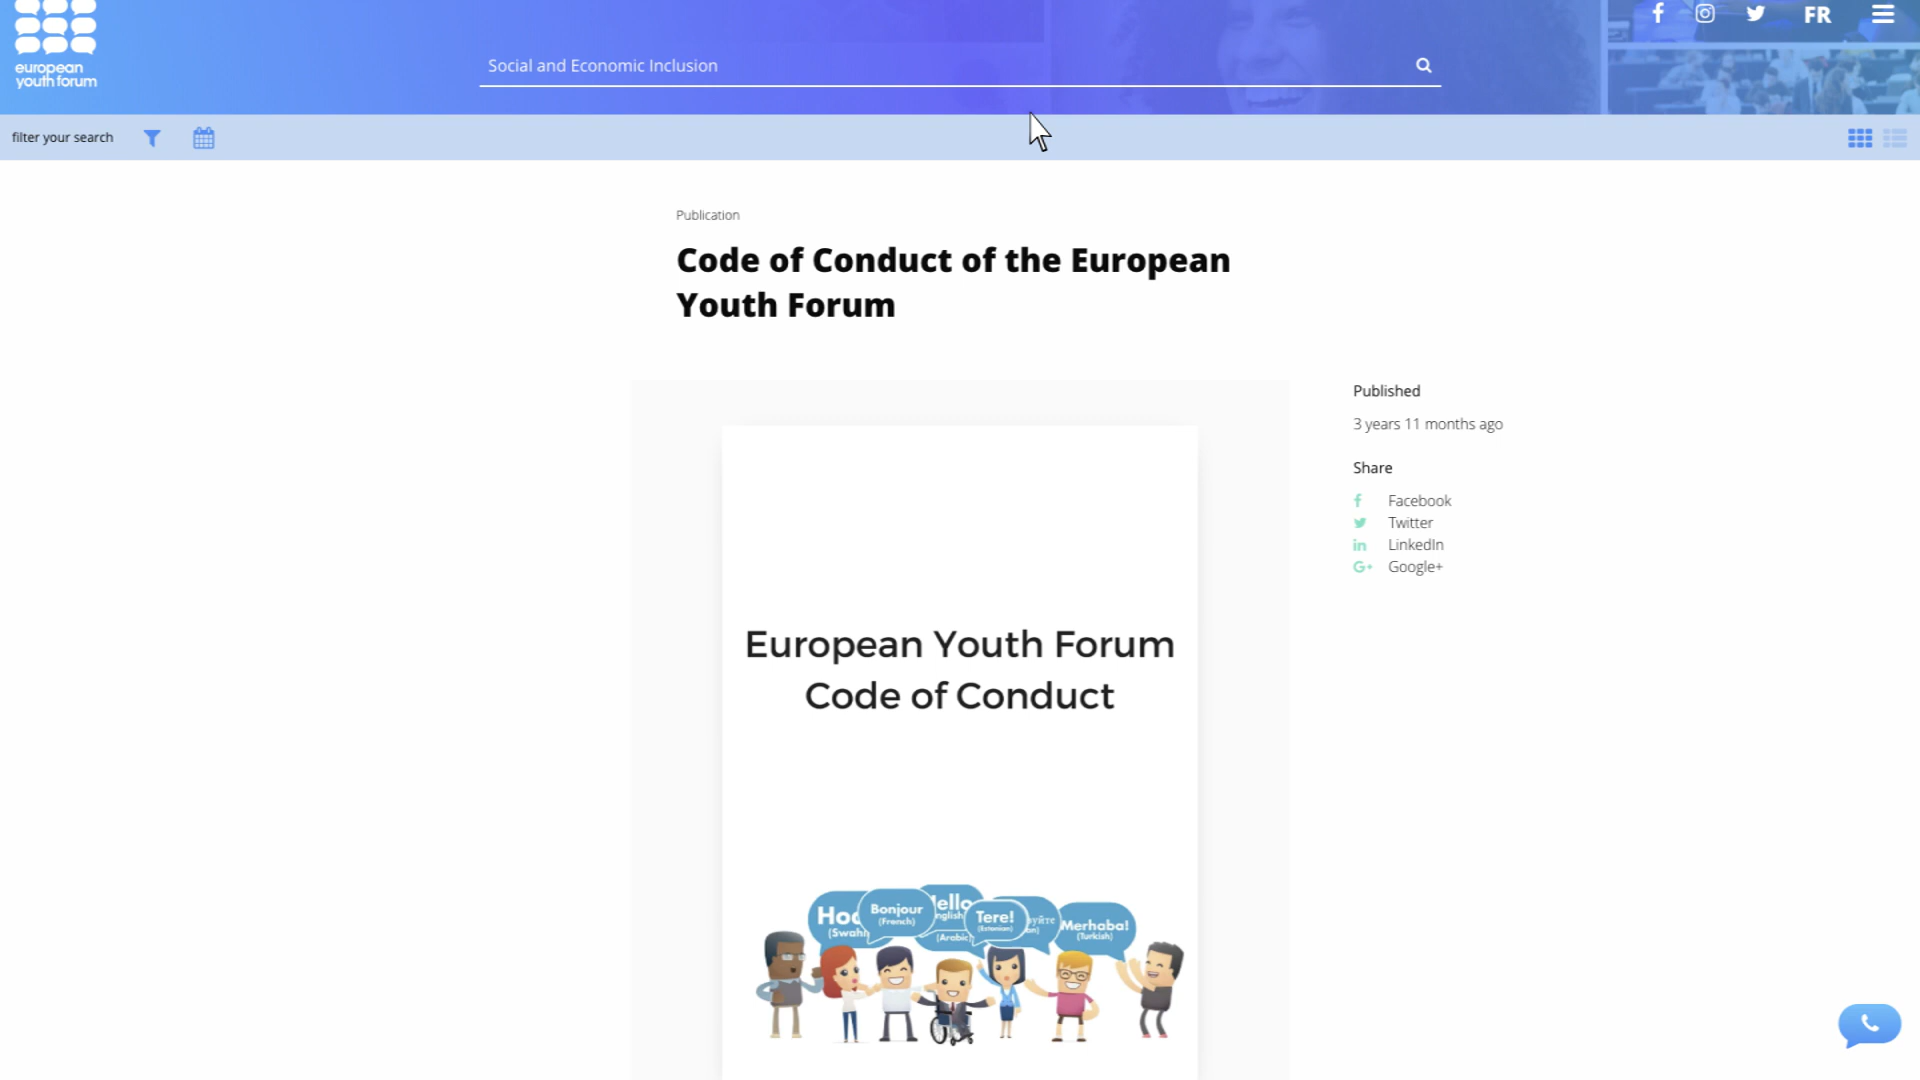 european
youth forum
FR
Social and Economic Inclusion
filter your search
Publication
Code of Conduct of the European
Youth Forum
Published
3 years 11 months ago
Share
Facebook
Twitter
LinkedIn
Google+
European Youth Forum
Code of Conduct
Bonjour
(French)
Tere!
(Estonian)
(Arabic)
Merhaba!
(Turkish)